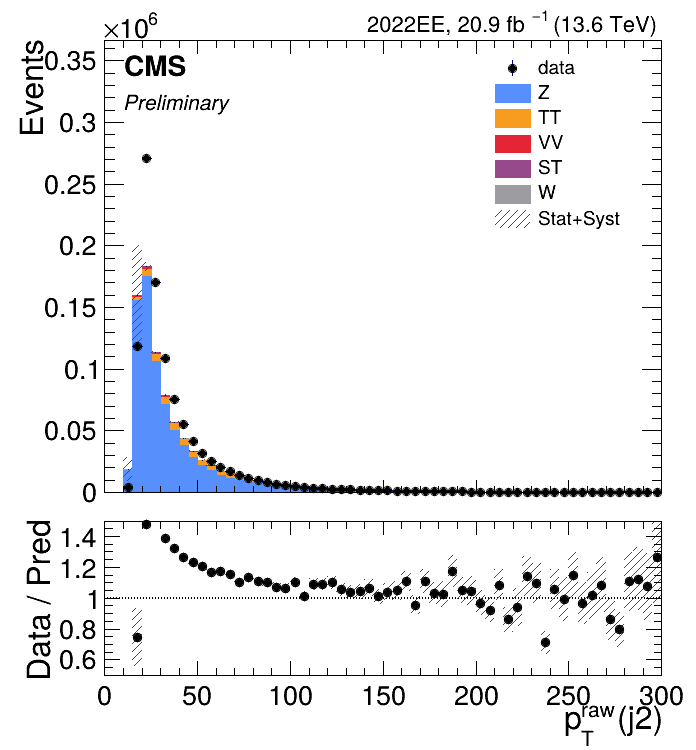 ×10⁶
2022EE, 20.9 fb ⁻¹ (13.6 TeV)
Events
CMS
Preliminary
data
Z
TT
VV
ST
W
Stat+Syst
0.35
0.3
0.25
0.2
0.15
0.1
0.05
0
Data / Pred
1.4
1.2
1
0.8
0.6
0 50 100 150 200 250 300
p_T^raw(j2)